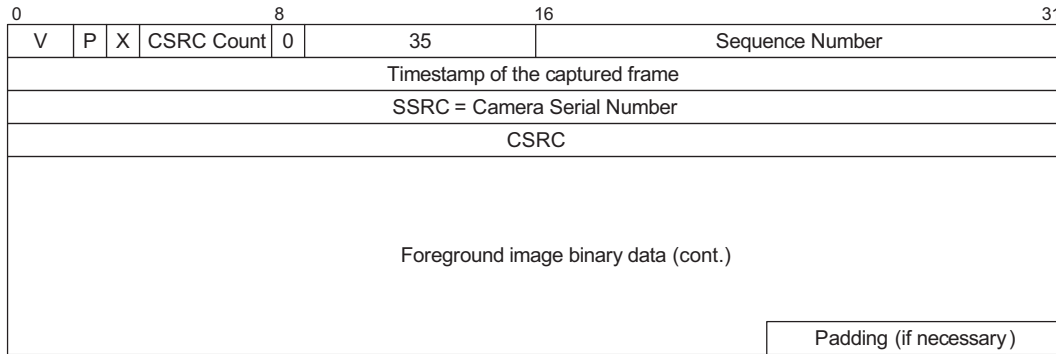 0 8 16 31
V P X CSRC Count 0 35 Sequence Number
Timestamp of the captured frame
SSRC = Camera Serial Number
CSRC
Foreground image binary data (cont.)
Padding (if necessary)